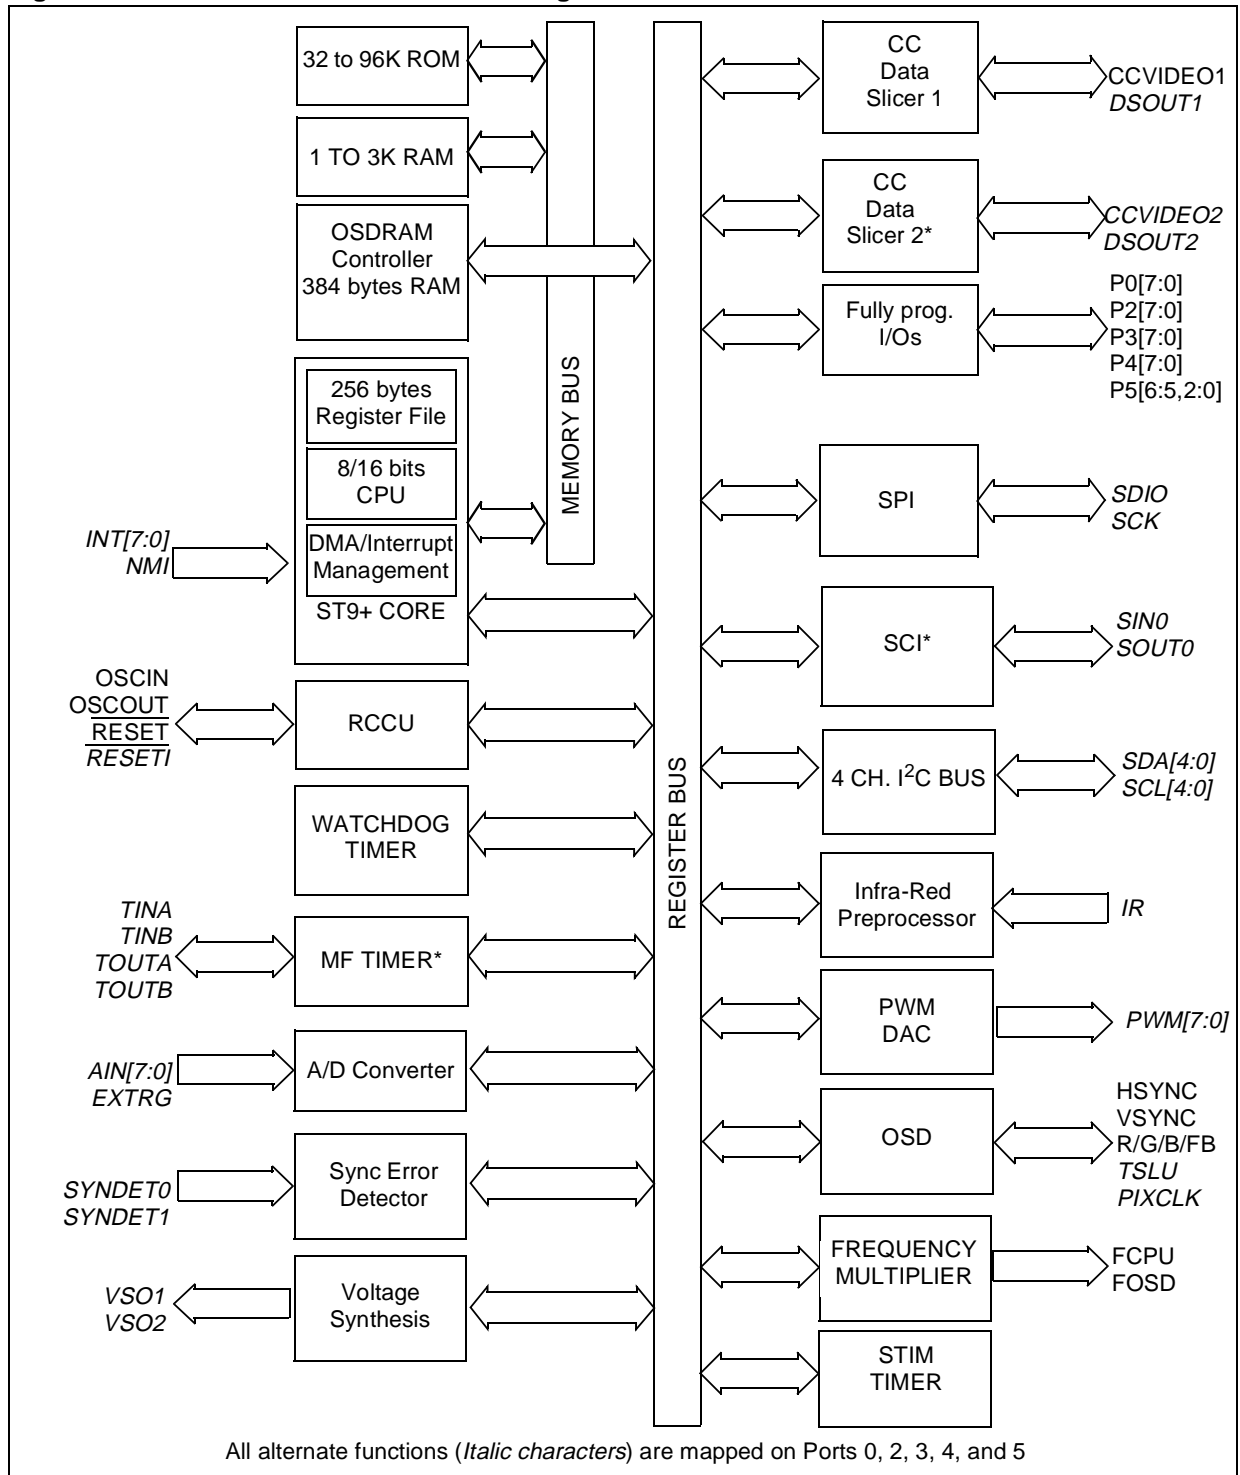 32 to 96K ROM
1 TO 3K RAM
OSDRAM
Controller
384 bytes RAM
256 bytes
Register File
8/16 bits
CPU
DMA/Interrupt
Management
ST9+ CORE
INT[7:0]
NMI
OSCIN
OSCOUT
RESET
RESETI
RCCU
WATCHDOG
TIMER
TINA
TINB
TOUTA
TOUTB
MF TIMER*
AIN[7:0]
EXTRG
A/D Converter
SYNDET0
SYNDET1
Sync Error
Detector
VSO1
VSO2
Voltage
Synthesis
MEMORY BUS
REGISTER BUS
CC
Data
Slicer 1
CCVIDEO1
DSOUT1
CC
Data
Slicer 2*
CCVIDEO2
DSOUT2
Fully prog.
I/Os
P0[7:0]
P2[7:0]
P3[7:0]
P4[7:0]
P5[6:5,2:0]
SPI
SDIO
SCK
SCI*
SIN0
SOUT0
4 CH. I²C BUS
SDA[4:0]
SCL[4:0]
Infra-Red
Preprocessor
IR
PWM
DAC
PWM[7:0]
OSD
HSYNC
VSYNC
R/G/B/FB
TSLU
PIXCLK
FREQUENCY
MULTIPLIER
FCPU
FOSD
STIM
TIMER
All alternate functions (Italic characters) are mapped on Ports 0, 2, 3, 4, and 5